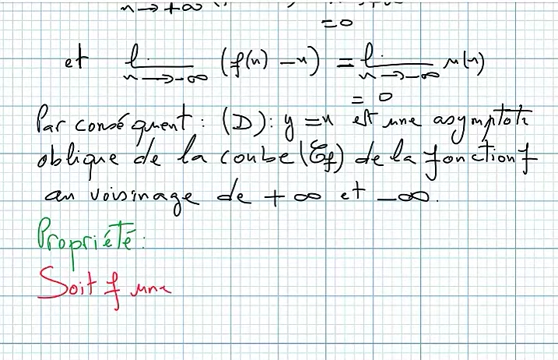 n→+∞
=0
et lim n→-∞ (f(n) -n) = lim n→-∞ u(n)
= 0
Par conséquent : (D) : y = n est une asymptote
oblique de la coube (Cf) de la fonction f
au voisinage de +∞ et -∞.
Propriété :
Soit f une